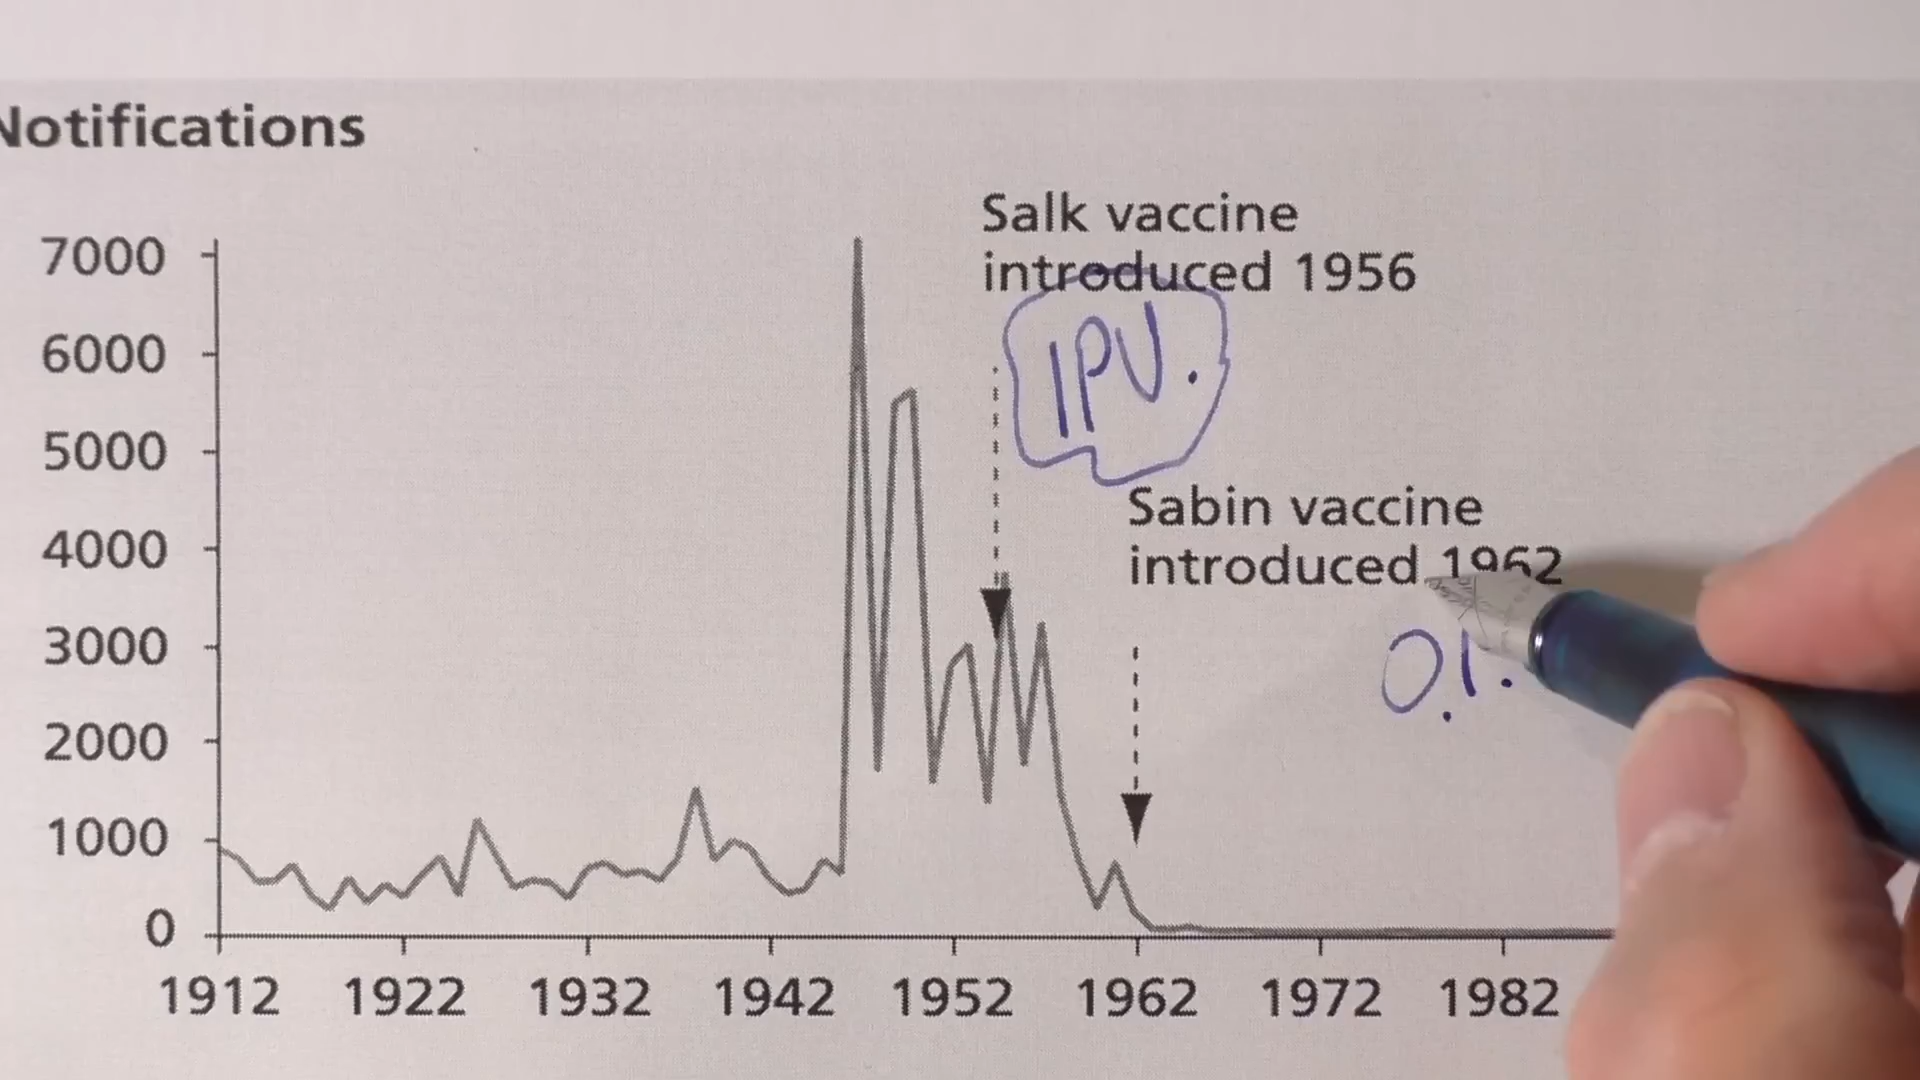 Notifications
Salk vaccine
introduced 1956
IPV.
Sabin vaccine
introduced 1962
7000
6000
5000
4000
3000
2000
1000
0
1912 1922 1932 1942 1952 1962 1972 1982